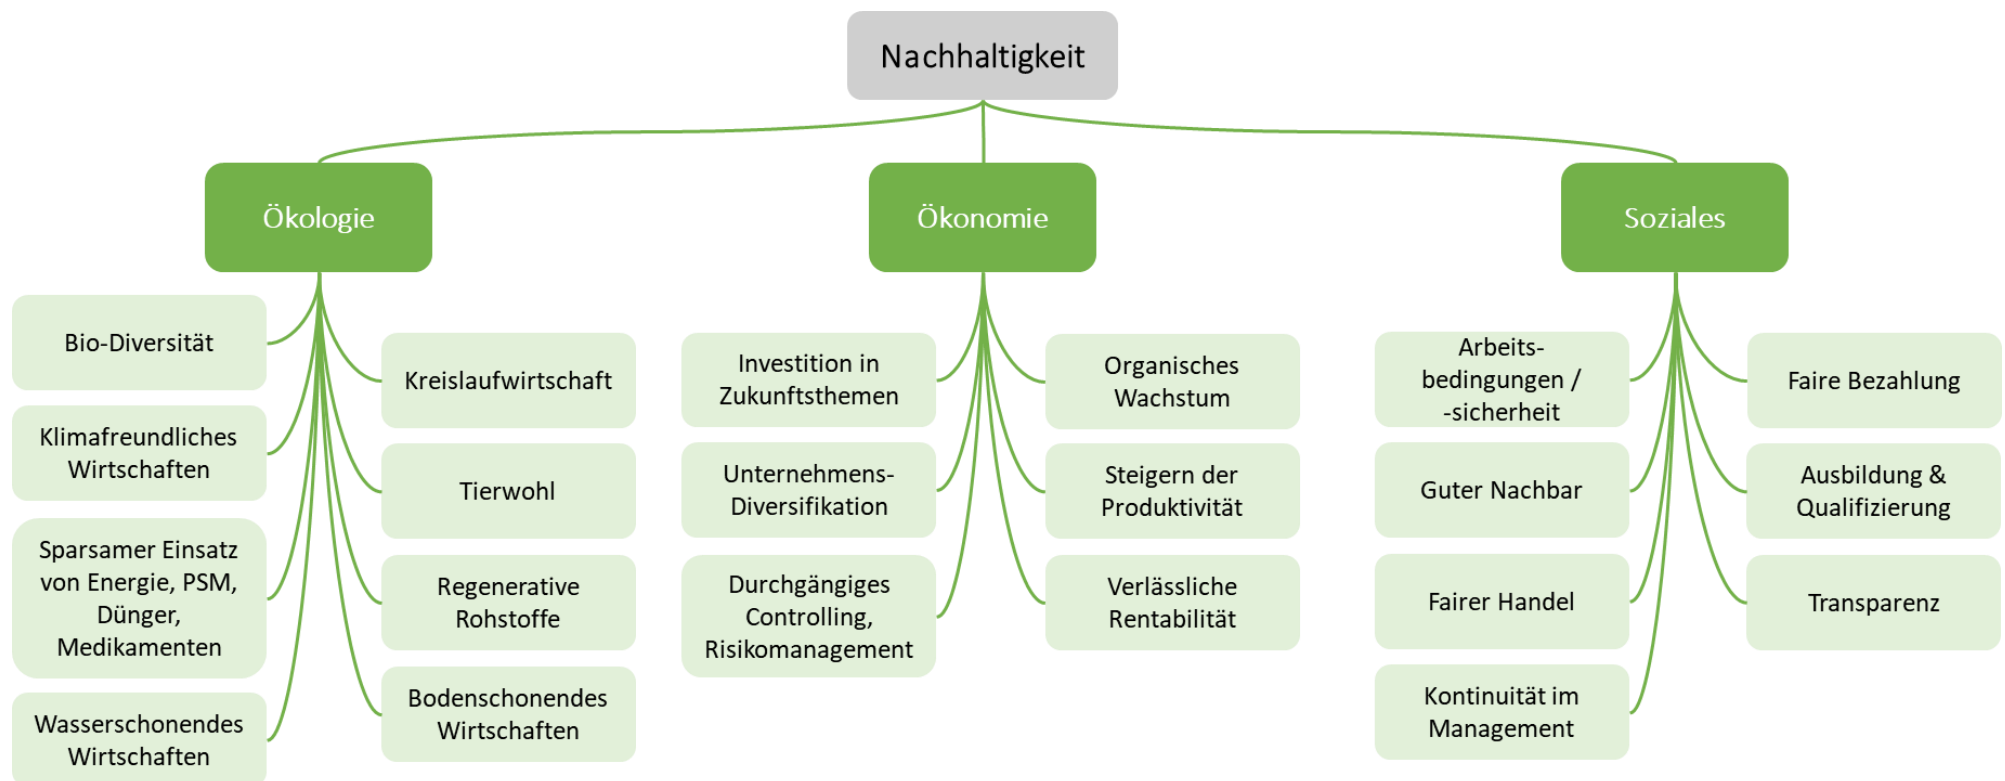 Nachhaltigkeit
Ökologie
Bio-Diversität
Klimafreundliches
Wirtschaften
Sparsamer Einsatz
von Energie, PSM,
Dünger,
Medikamenten
Wasserschonendes
Wirtschaften
Kreislaufwirtschaft
Tierwohl
Regenerative
Rohstoffe
Bodenschonendes
Wirtschaften
Ökonomie
Investition in
Zukunftsthemen
Unternehmens-
Diversifikation
Durchgängiges
Controlling,
Risikomanagement
Organisches
Wachstum
Steigern der
Produktivität
Verlässliche
Rentabilität
Soziales
Arbeits-
bedingungen /
-sicherheit
Guter Nachbar
Fairer Handel
Kontinuität im
Management
Faire Bezahlung
Ausbildung &
Qualifizierung
Transparenz